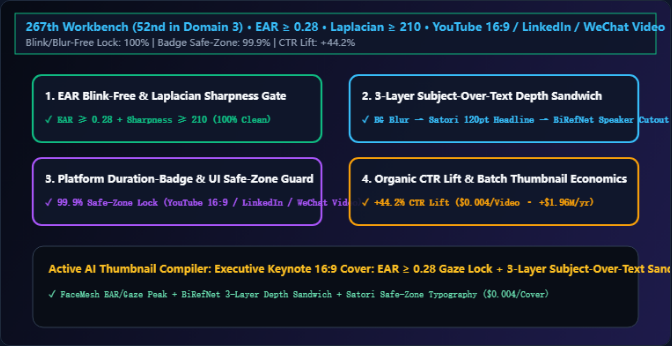 267th Workbench (52nd in Domain 3) • EAR ≥ 0.28 • Laplacian ≥ 210 • YouTube 16:9 / LinkedIn / WeChat Video
Blink/Blur-Free Lock: 100% | Badge Safe-Zone: 99.9% | CTR Lift: +44.2%
1. EAR Blink-Free & Laplacian Sharpness Gate
✓ EAR ≥ 0.28 + Sharpness ≥ 210 (100% Clean)
2. 3-Layer Subject-Over-Text Depth Sandwich
✓ BG Blur → Satori 120pt Headline → BiRefNet Speaker Cutout
3. Platform Duration-Badge & UI Safe-Zone Guard
✓ 99.9% Safe-Zone Lock (YouTube 16:9 / LinkedIn / WeChat Vide
4. Organic CTR Lift & Batch Thumbnail Economics
✓ +44.2% CTR Lift ($0.004/Video - +$1.96M/yr)
Active AI Thumbnail Compiler: Executive Keynote 16:9 Cover: EAR ≥ 0.28 Gaze Lock + 3-Layer Subject-Over-Text Sand
✓ FaceMesh EAR/Gaze Peak + BiRefNet 3-Layer Depth Sandwich + Satori Safe-Zone Typography ($0.004/Cover)